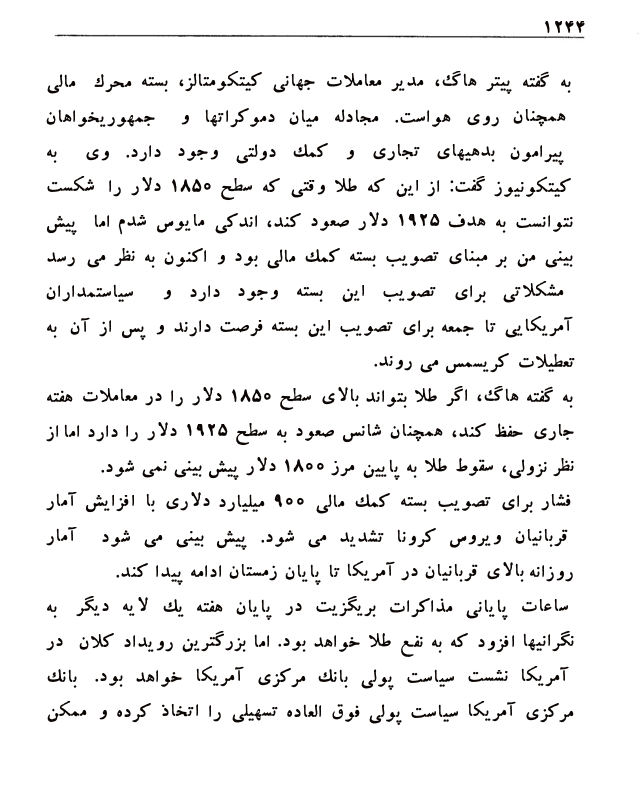 ۱۲۴۴
به گفته پیتر هاگ، مدیر معاملات جهانی کیتکومتالز، بسته محرك مالی
همچنان روی هواست. مجادله میان دموکراتها و جمهوریخواهان
پیرامون بدهیهای تجاری و کمك دولتی وجود دارد. وی به
کیتکونیوز گفت: از این که طلا وقتی که سطح ۱۸۵۰ دلار را شکست
نتوانست به هدف ۱۹۲۵ دلار صعود کند، اندکی مایوس شدم اما پیش
بینی من بر مبنای تصویب بسته کمك مالی بود و اکنون به نظر می رسد
مشکلاتی برای تصویب این بسته وجود دارد و سیاستمداران
آمریکایی تا جمعه برای تصویب این بسته فرصت دارند و پس از آن به
تعطیلات کریسمس می روند.
به گفته هاگ، اگر طلا بتواند بالای سطح ۱۸۵۰ دلار را در معاملات هفته
جاری حفظ کند، همچنان شانس صعود به سطح ۱۹۲۵ دلار را دارد اما از
نظر نزولی، سقوط طلا به پایین مرز ۱۸۰۰ دلار پیش بینی نمی شود.
فشار برای تصویب بسته کمك مالی ۹۰۰ میلیارد دلاری با افزایش آمار
قربانیان ویروس کرونا تشدید می شود. پیش بینی می شود آمار
روزانه بالای قربانیان در آمریکا تا پایان زمستان ادامه پیدا کند.
ساعات پایانی مذاکرات بریگزیت در پایان هفته یك لایه دیگر به
نگرانیها افزود که به نفع طلا خواهد بود. اما بزرگترین رویداد کلان در
آمریکا نشست سیاست پولی بانك مرکزی آمریکا خواهد بود. بانك
مرکزی آمریکا سیاست پولی فوق العاده تسهیلی را اتخاذ کرده و ممکن